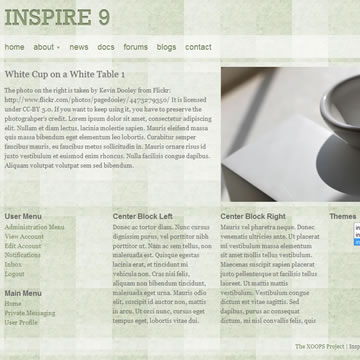 INSPIRE 9
home about + news docs forums blogs contact
White Cup on a White Table 1
The photo on the right is taken by Kevin Dooley from Flickr:
http://www.flickr.com/photos/pagedooley/4473279350/ It is licensed
under CC-BY 3.0. If you want to keep using it, you have to preserve the
photograhper's credit. Lorem ipsum dolor sit amet, consectetur adipiscing
elit. Nullam et diam lectus, lacinia molestie sapien. Mauris eleifend massa
quis massa bibendum eget elementum leo lobortis. Curabitur semper
faucibus mauris, eu faucibus metus sollicitudin in. Mauris ornare risus id
justo vestibulum et euismod enim rhoncus. Nulla facilisi congue dapibus.
Aliquam volutpat volutpat sem sed bibendum.
User Menu
Administration Menu
View Account
Edit Account
Notifications
Inbox
Logout
Main Menu
Home
Private Messaging
User Profile
Center Block Left
Donec ac tortor diam. Nunc cursus
dignissim purus, vel porttitor nibh
porttitor ut. Nam ac sem tellus, non
malesuada est. Quisque egestas
lacinia erat, et tincidunt mi
vehicula non. Cras nisi felis,
aliquam non bibendum tincidunt,
malesuada eget urna. Mauris odio
elit, suscipit id auctor non, mattis
in arcu. Ut orci nunc, cursus eget
tempus eget, lobortis vitae dui.
Center Block Right
Mauris vel pharetra neque. Donec
venenatis ultricies ante. Ut placerat
mi vestibulum congue mattis. Sed
mattis tellus mollis vestibulum.
Maecenas suscipit sapien placerat
justo pellentesque ut facilisis tellus
laoreet. Ut mattis mattis
vestibulum. Vestibulum congue
dictum est vitae sagittis. Sed
dapibus, purus ac consequat
dictum, mi nisl convallis felis, quis
Themes
The XOOPS Project | Insp